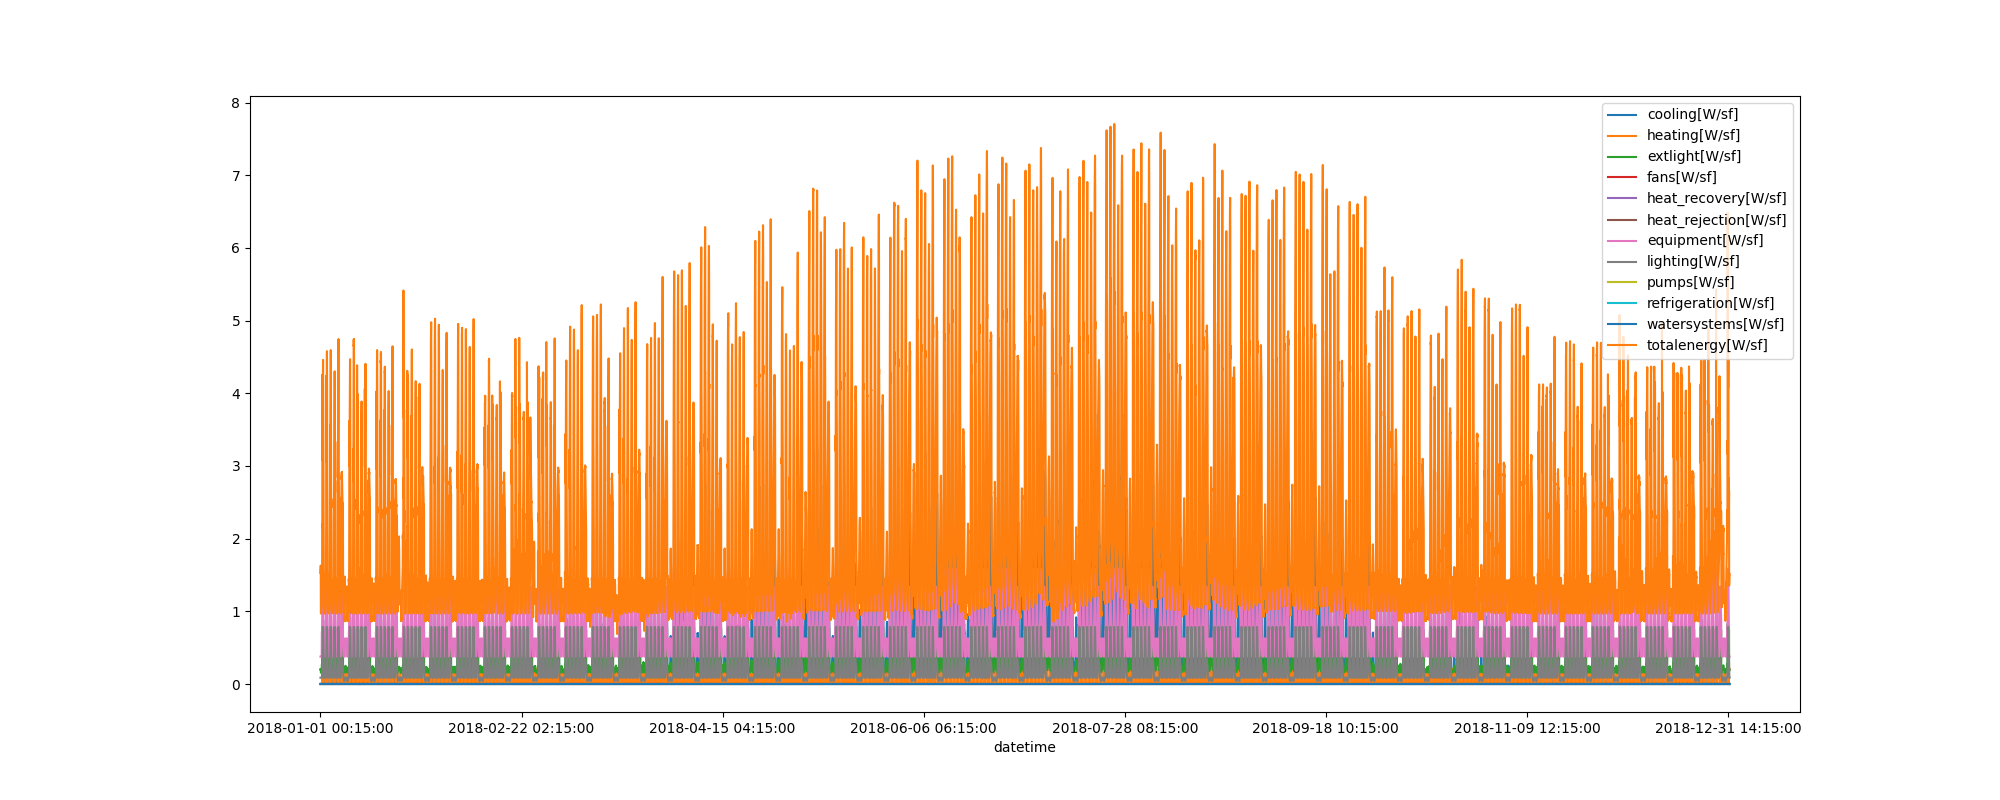 8
7
6
5
4
3
2
1
0
cooling[W/sf]
heating[W/sf]
extlight[W/sf]
fans[W/sf]
heat_recovery[W/sf]
heat_rejection[W/sf]
equipment[W/sf]
lighting[W/sf]
pumps[W/sf]
refrigeration[W/sf]
watersystems[W/sf]
totalenergy[W/sf]
2018-01-01 00:15:00 2018-02-22 02:15:00 2018-04-15 04:15:00 2018-06-06 06:15:00 2018-07-28 08:15:00 2018-09-18 10:15:00 2018-11-09 12:15:00 2018-12-31 14:15:00
datetime